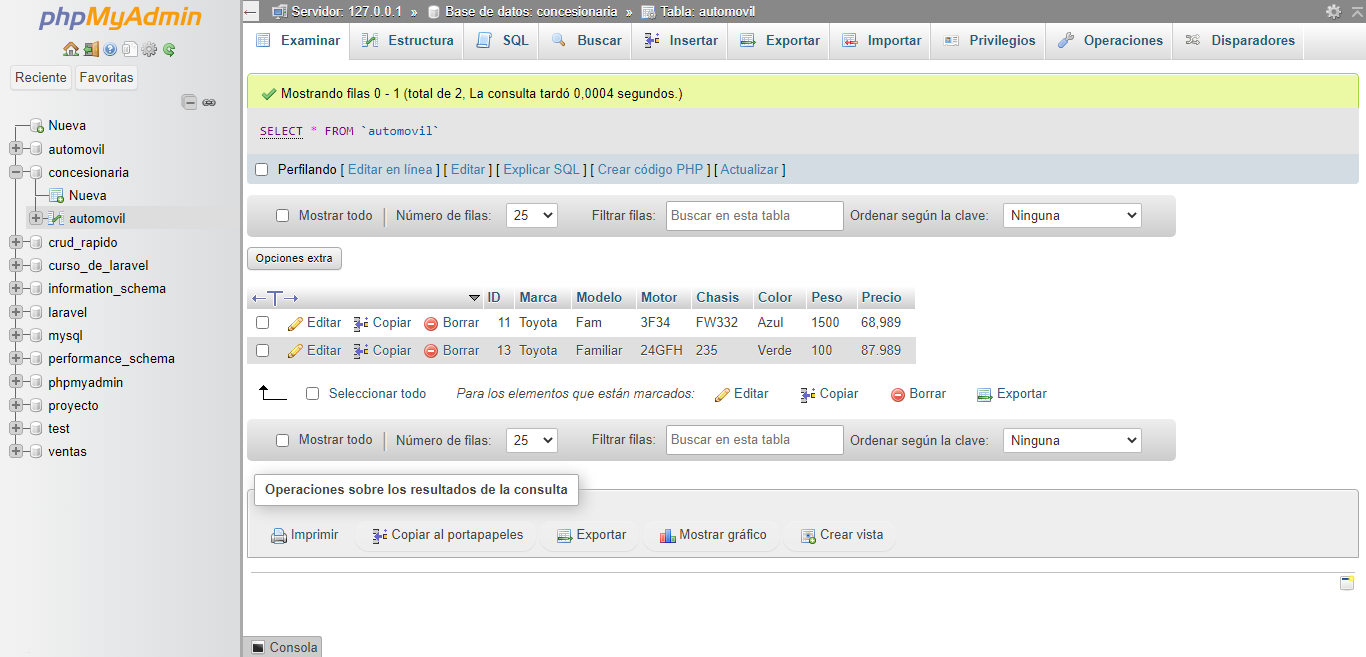 phpMyAdmin
Reciente Favoritas
Nueva
automovil
concesionaria
Nueva
automovil
crud_rapido
curso_de_laravel
information_schema
laravel
mysql
performance_schema
phpmyadmin
proyecto
test
ventas
Servidor: 127.0.0.1 » Base de datos: concesionaria » Tabla: automovil
Examinar Estructura SQL Buscar Insertar Exportar Importar Privilegios Operaciones Disparadores
Mostrando filas 0 - 1 (total de 2, La consulta tardó 0,0004 segundos.)
SELECT * FROM `automovil`
Perfilando [ Editar en línea ] [ Editar ] [ Explicar SQL ] [ Crear código PHP ] [ Actualizar ]
Mostrar todo Número de filas: 25 Filtrar filas: Buscar en esta tabla Ordenar según la clave: Ninguna
Opciones extra
←T→ ID Marca Modelo Motor Chasis Color Peso Precio
Editar Copiar Borrar 11 Toyota Fam 3F34 FW332 Azul 1500 68,989
Editar Copiar Borrar 13 Toyota Familiar 24GFH 235 Verde 100 87.989
Seleccionar todo Para los elementos que están marcados: Editar Copiar Borrar Exportar
Mostrar todo Número de filas: 25 Filtrar filas: Buscar en esta tabla Ordenar según la clave: Ninguna
Operaciones sobre los resultados de la consulta
Imprimir Copiar al portapapeles Exportar Mostrar gráfico Crear vista
Consola